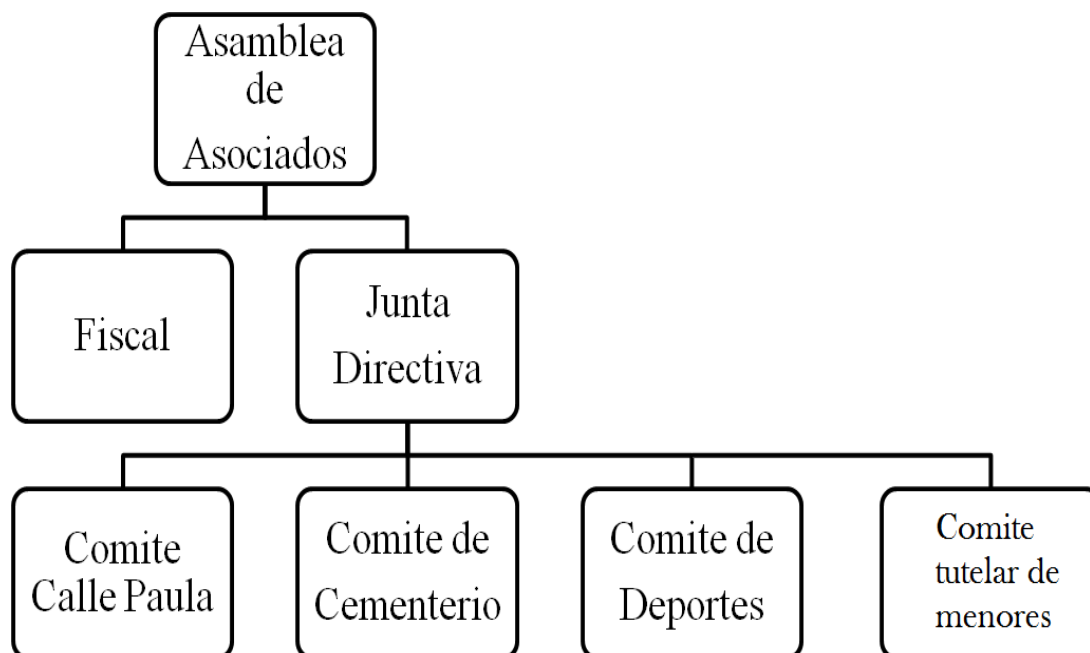 Asamblea
de
Asociados
Fiscal
Junta
Directiva
Comite
Calle Paula
Comite de
Cementerio
Comite de
Deportes
Comite
tutelar de
menores